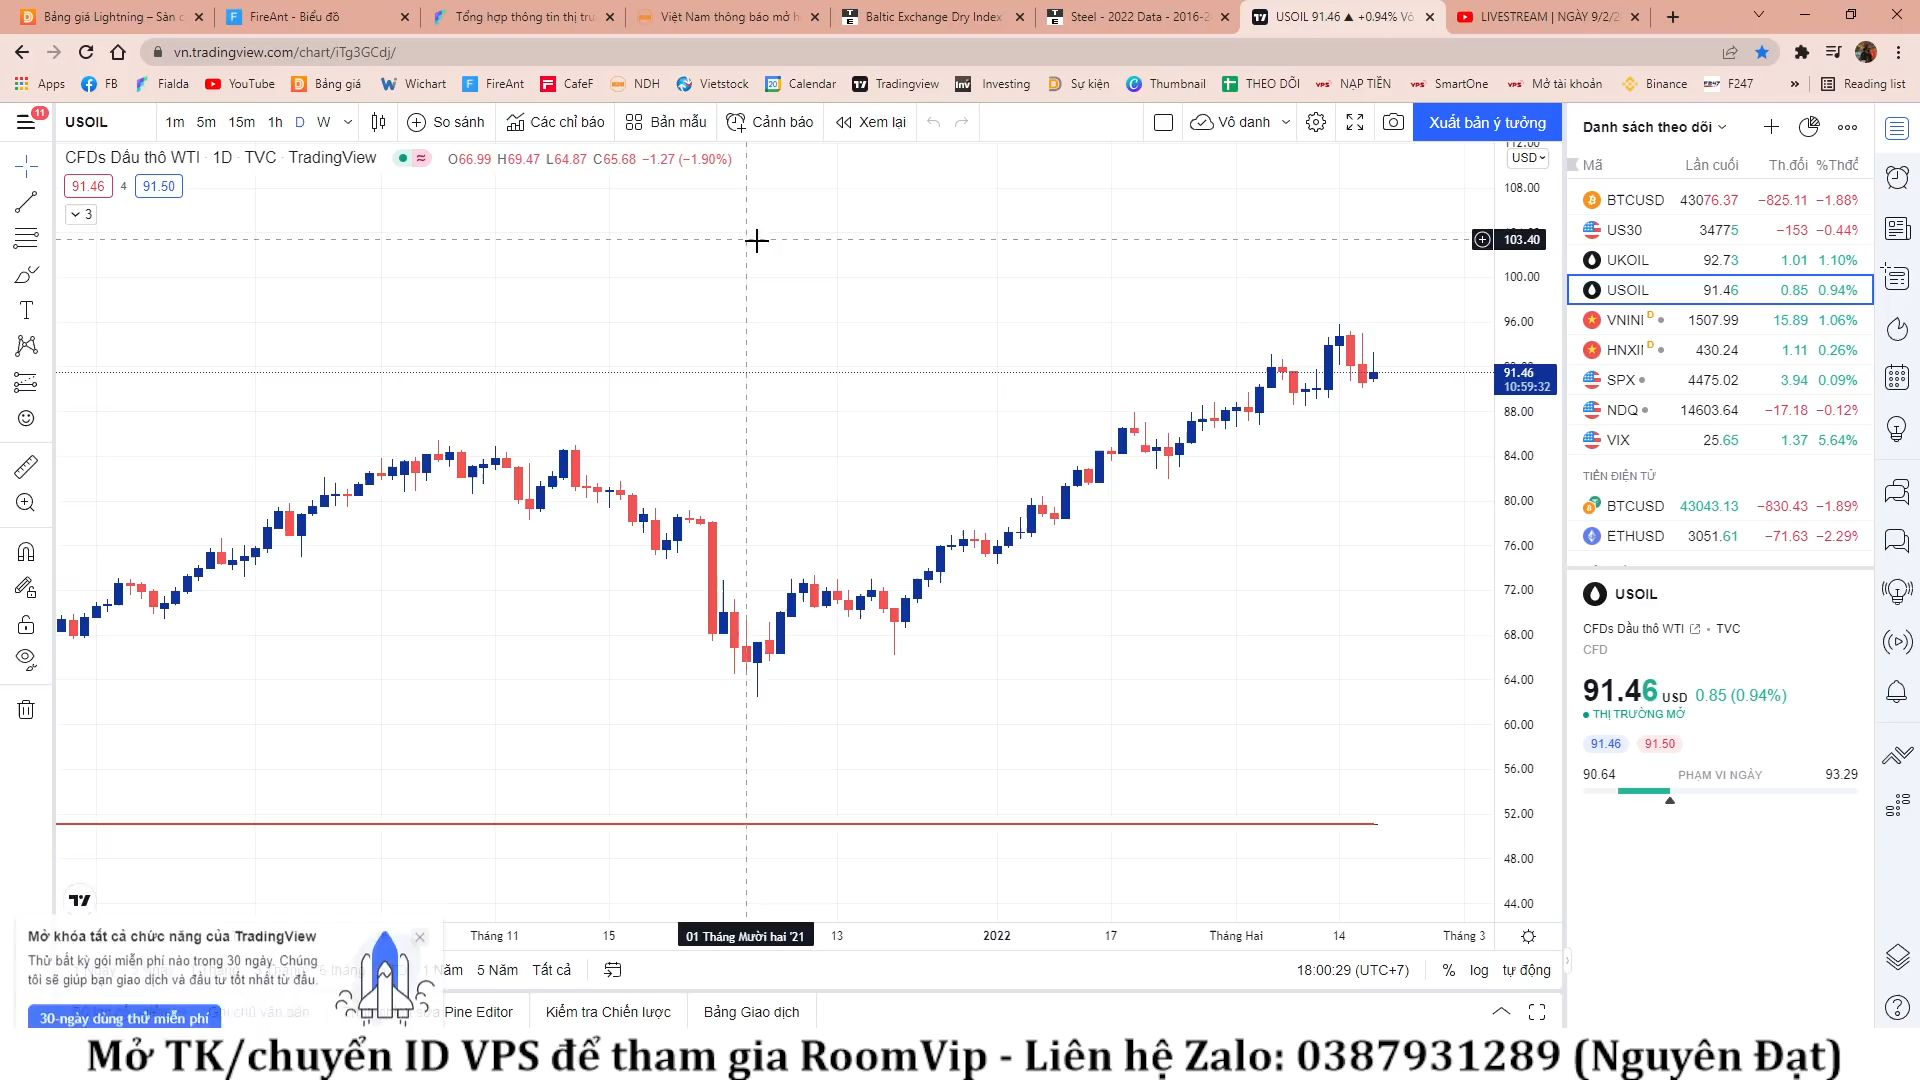 Bảng giá Lightning – Sàn c
FireAnt - Biểu đồ
Tổng hợp thông tin thị trư
Việt Nam thông báo mở h
Baltic Exchange Dry Index
Steel - 2022 Data - 2016-2
USOIL 91.46 ▲ +0.94% Vô
LIVESTREAM | NGÀY 9/2/2
vn.tradingview.com/chart/iTg3GCdj/
Apps FB Fialda YouTube Bảng giá Wichart FireAnt CafeF NDH Vietstock Calendar Tradingview Investing Sự kiện Thumbnail THEO DÕI NẠP TIỀN SmartOne Mở tài khoản Binance F247 » Reading list
11
USOIL 1m 5m 15m 1h D W So sánh Các chỉ báo Bản mẫu Cảnh báo Xem lại Vô danh Xuất bản ý tưởng
CFDs Dầu thô WTI · 1D · TVC · TradingView O66.99 H69.47 L64.87 C65.68 −1.27 (−1.90%)
91.46 4 91.50
3
USD
112.00
108.00
103.40
100.00
96.00
91.46
10:59:32
88.00
84.00
80.00
76.00
72.00
68.00
64.00
60.00
56.00
52.00
48.00
44.00
Tháng 11 15 01 Tháng Mười hai '21 13 2022 17 Tháng Hai 14 Tháng 3
1 Năm 5 Năm Tất cả
18:00:29 (UTC+7) % log tự động
Pine Editor Kiểm tra Chiến lược Bảng Giao dịch
Mở khóa tất cả chức năng của TradingView
Thử bất kỳ gói miễn phí nào trong 30 ngày. Chúng
tôi sẽ giúp bạn giao dịch và đầu tư tốt nhất từ đầu.
30-ngày dùng thử miễn phí
Danh sách theo dõi
Mã Lần cuối Th.đổi %Thđổ
BTCUSD 43076.37 −825.11 −1.88%
US30 34775 −153 −0.44%
UKOIL 92.73 1.01 1.10%
USOIL 91.46 0.85 0.94%
VNINI D 1507.99 15.89 1.06%
HNXII D 430.24 1.11 0.26%
SPX 4475.02 3.94 0.09%
NDQ 14603.64 −17.18 −0.12%
VIX 25.65 1.37 5.64%
TIỀN ĐIỆN TỬ
BTCUSD 43043.13 −830.43 −1.89%
ETHUSD 3051.61 −71.63 −2.29%
USOIL
CFDs Dầu thô WTI • TVC
CFD
91.46 USD 0.85 (0.94%)
THỊ TRƯỜNG MỞ
91.46 91.50
90.64 PHẠM VI NGÀY 93.29
Mở TK/chuyển ID VPS để tham gia RoomVip - Liên hệ Zalo: 0387931289 (Nguyên Đạt)